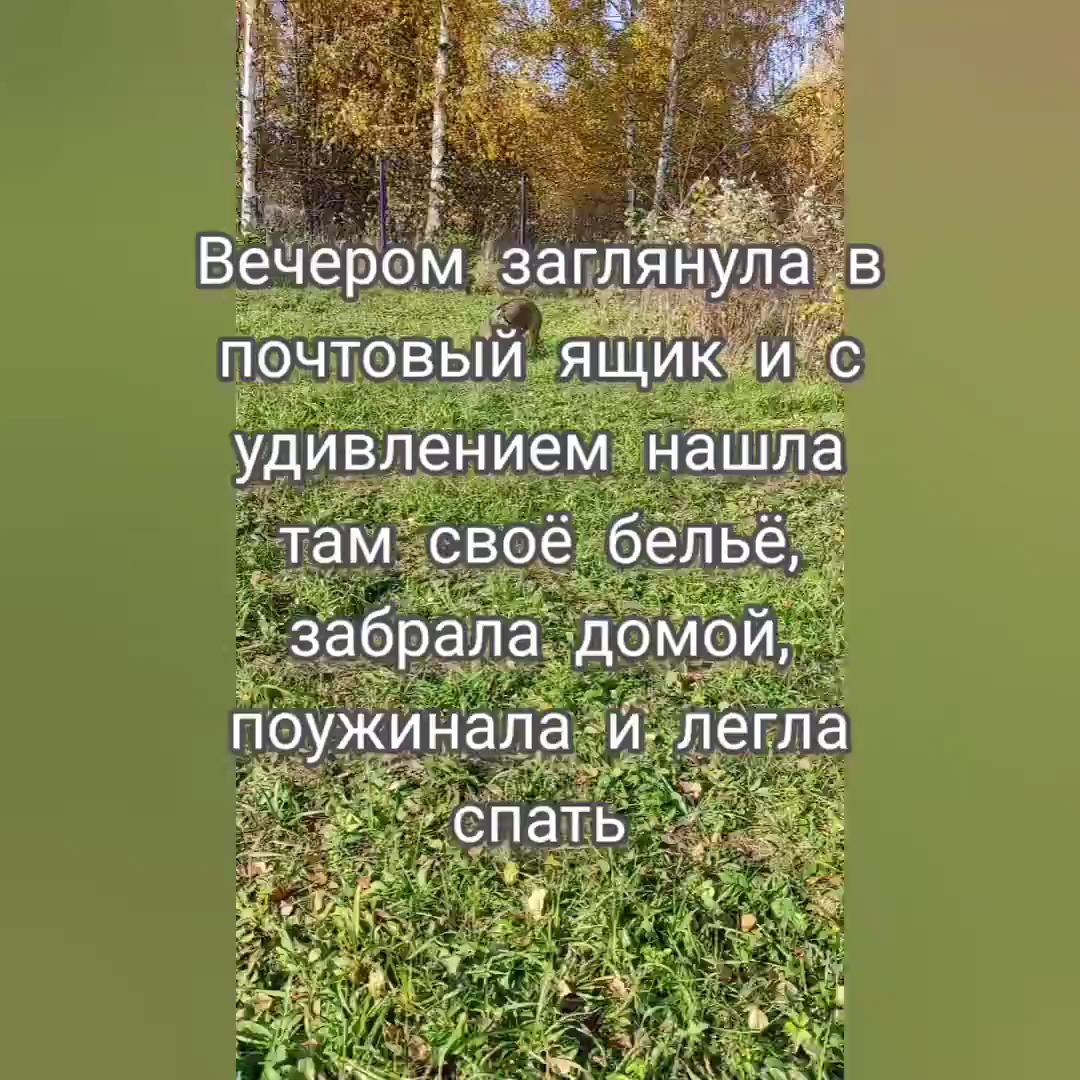 Вечером заглянула в
почтовый ящик и с
удивлением нашла
там своё бельё,
забрала домой,
поужинала и легла
спать